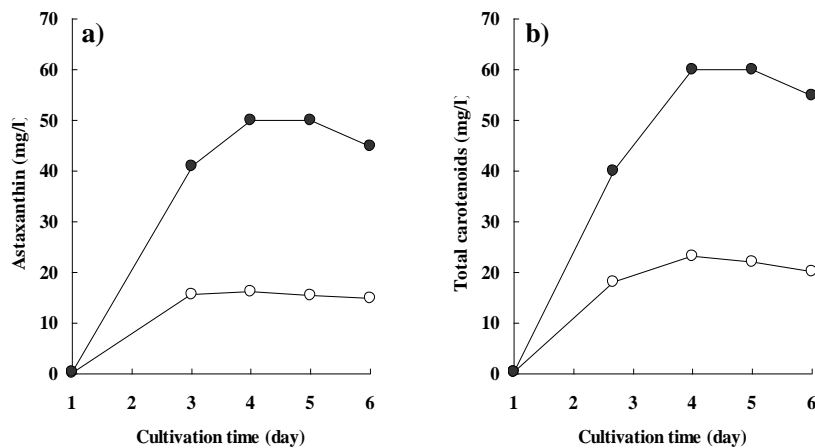 a)
Astaxanthin (mg/l)
70
60
50
40
30
20
10
0
1 2 3 4 5 6
Cultivation time (day)
b)
Total carotenoids (mg/l)
70
60
50
40
30
20
10
0
1 2 3 4 5 6
Cultivation time (day)